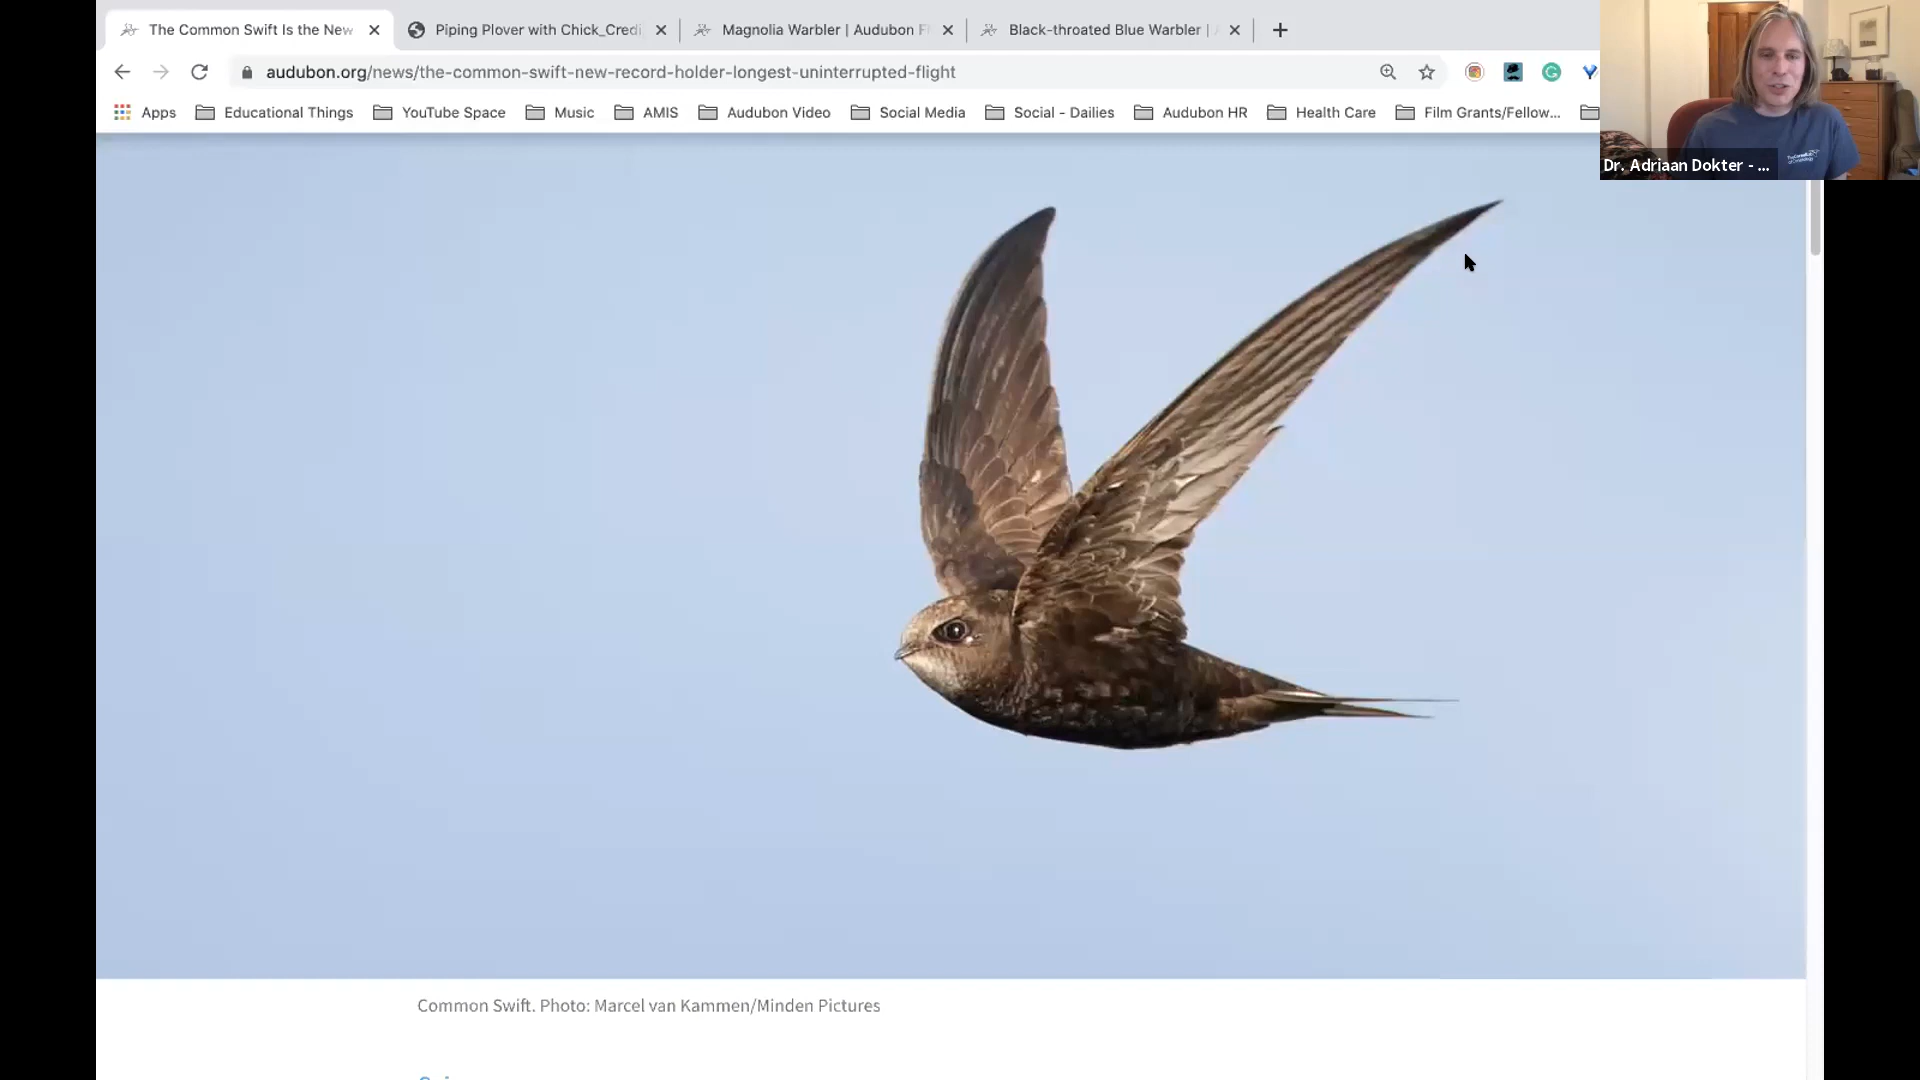 The Common Swift Is the New
Piping Plover with Chick_Credi
Magnolia Warbler | Audubon F
Black-throated Blue Warbler |
audubon.org/news/the-common-swift-new-record-holder-longest-uninterrupted-flight
Apps
Educational Things
YouTube Space
Music
AMIS
Audubon Video
Social Media
Social - Dailies
Audubon HR
Health Care
Film Grants/Fellow...
Dr. Adriaan Dokter - ...
Common Swift. Photo: Marcel van Kammen/Minden Pictures